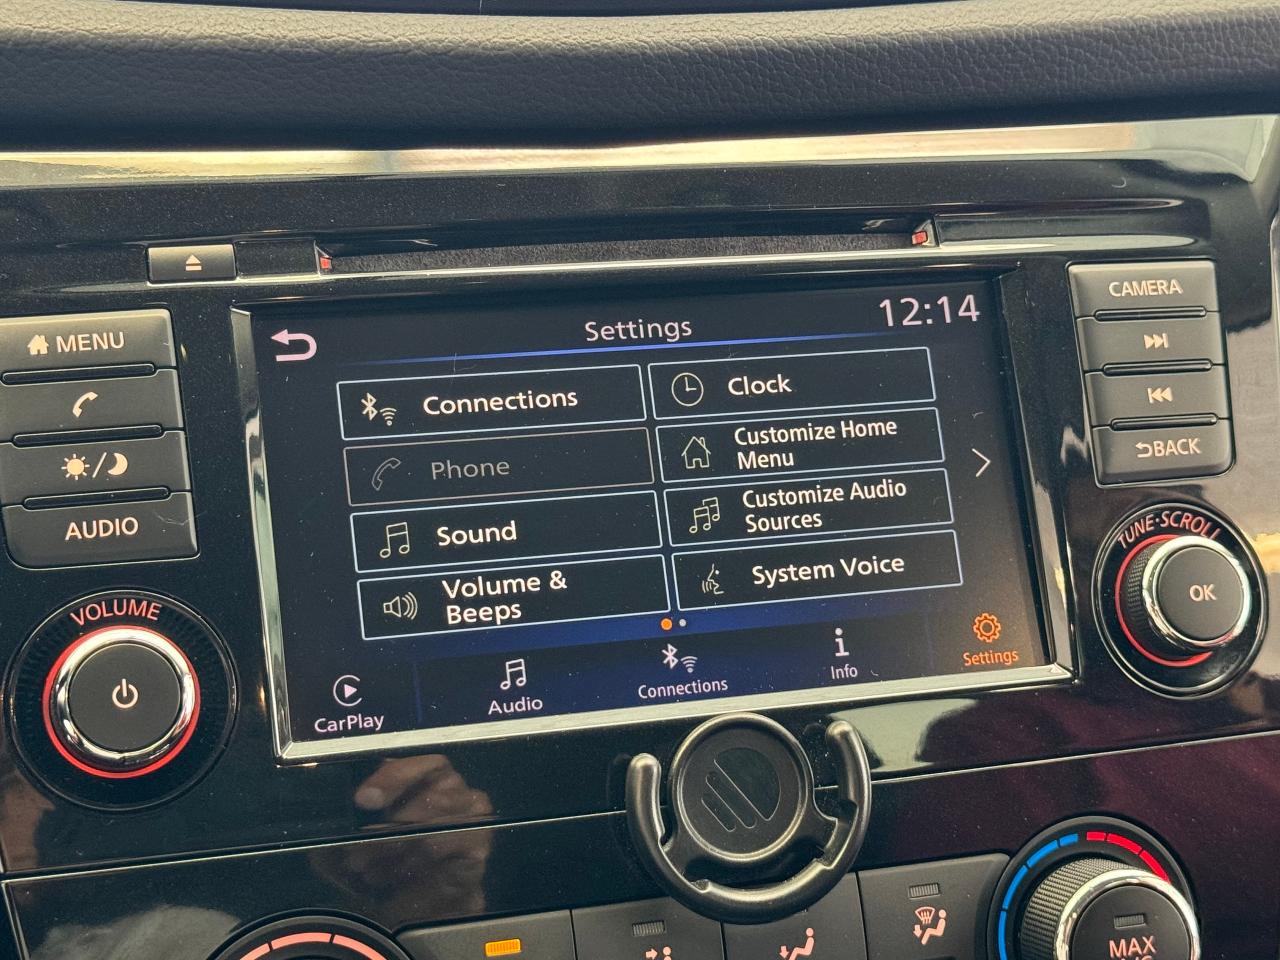 CAMERA
MENU
Settings
12:14
Connections
Clock
Phone
Customize Home
Menu
BACK
AUDIO
Sound
Customize Audio
Sources
Volume &
Beeps
System Voice
TUNE·SCROLL
OK
VOLUME
CarPlay
Audio
Connections
Info
Settings
MAX